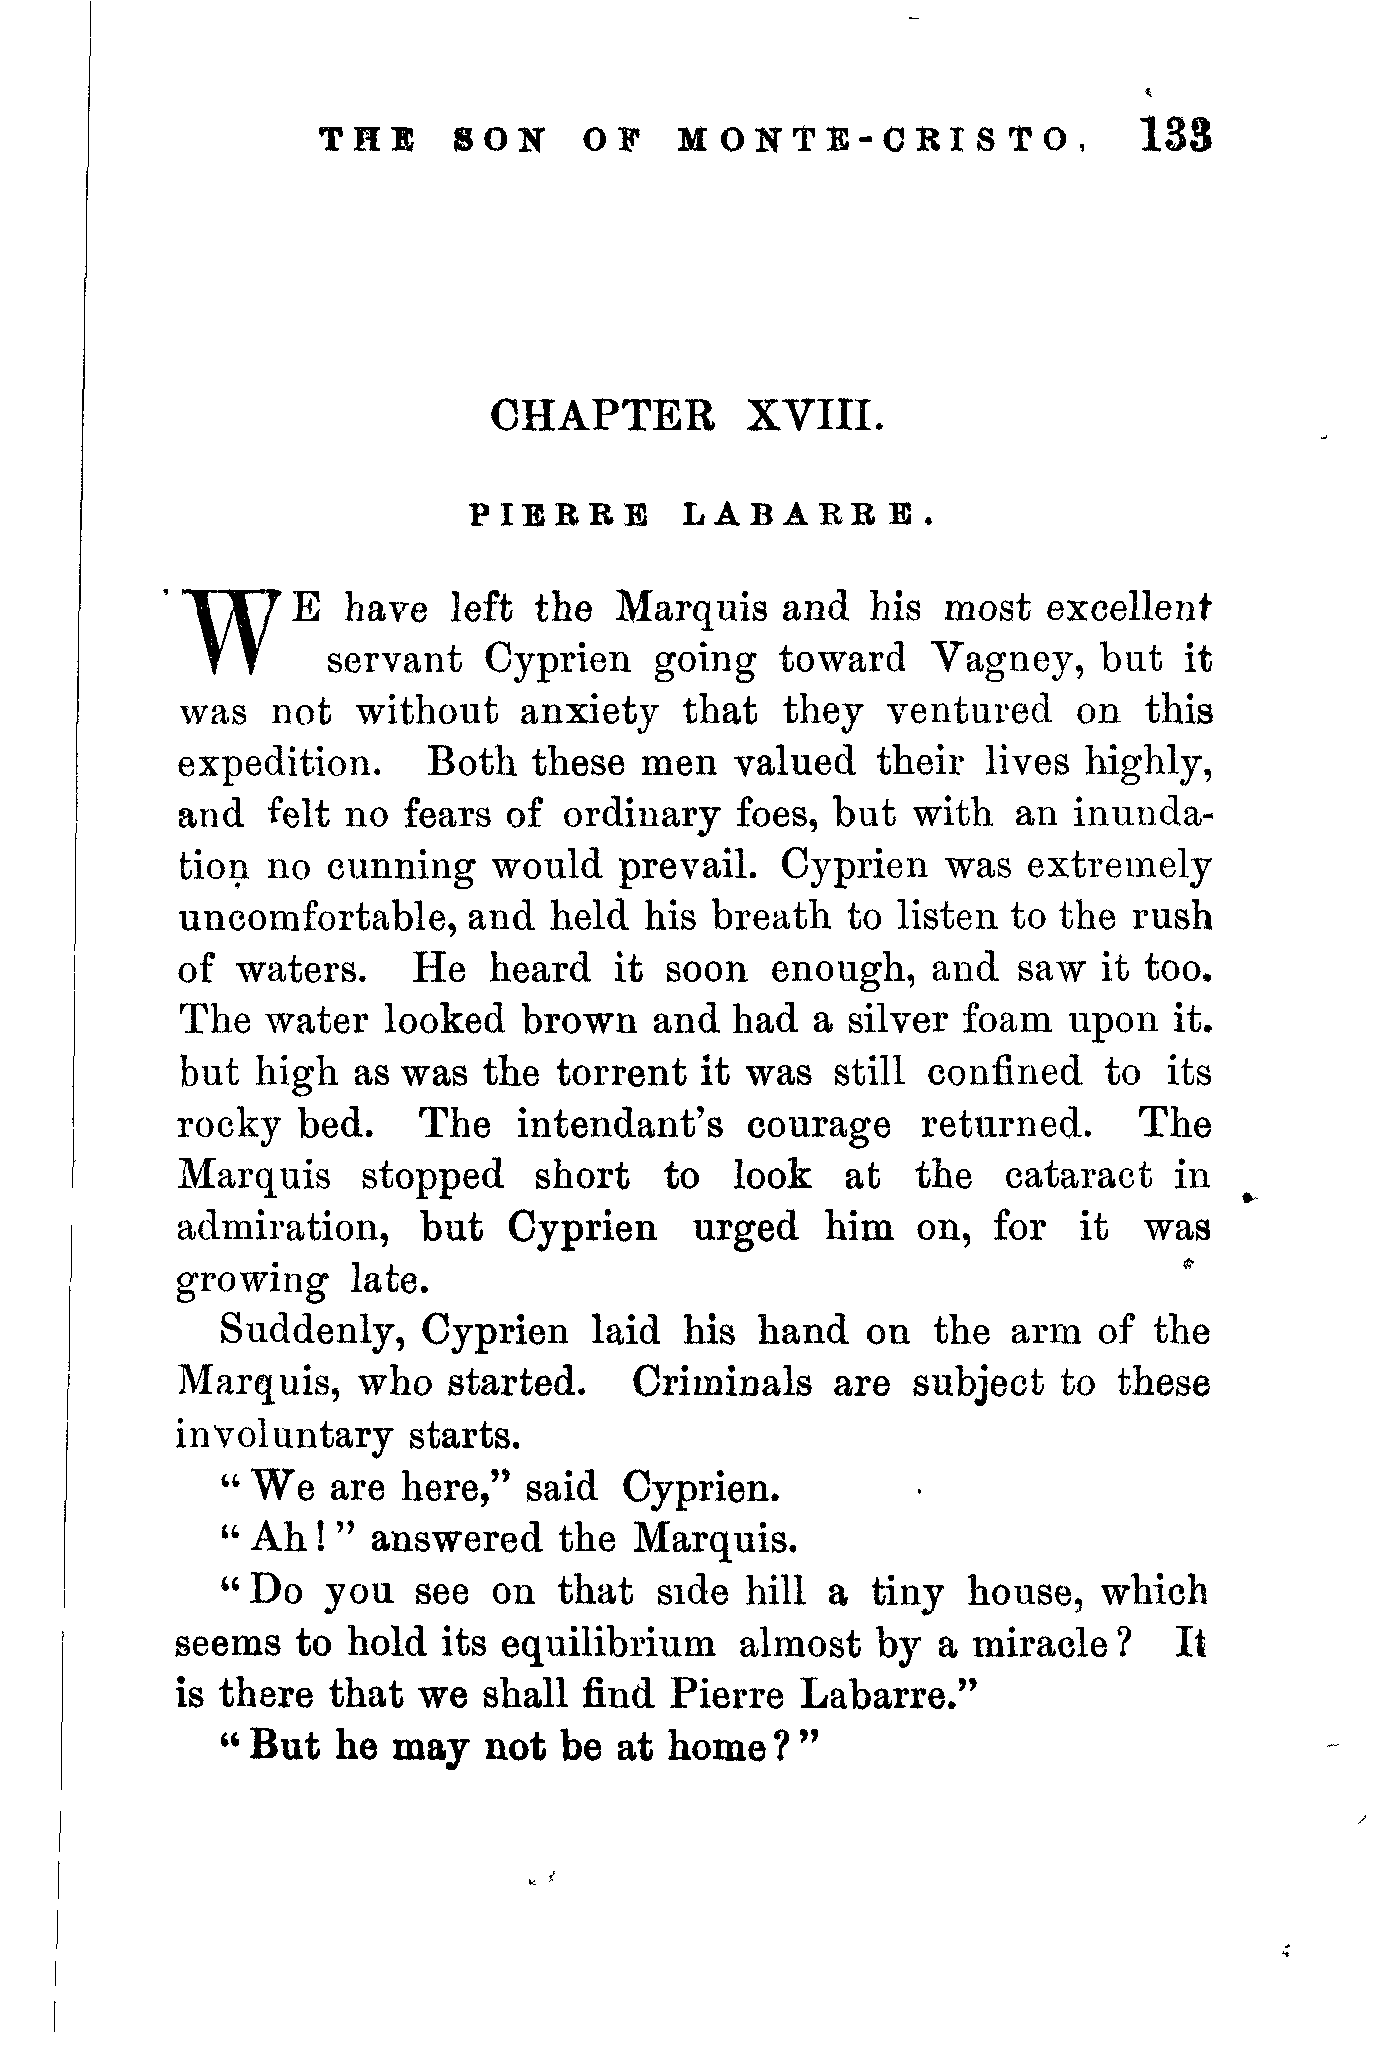 THE SON OF MONTE-CRISTO, 133
CHAPTER XVIII.
PIERRE LABARRE.
WE have left the Marquis and his most excellent
servant Cyprien going toward Vagney, but it
was not without anxiety that they ventured on this
expedition. Both these men valued their lives highly,
and felt no fears of ordinary foes, but with an inunda-
tion no cunning would prevail. Cyprien was extremely
uncomfortable, and held his breath to listen to the rush
of waters. He heard it soon enough, and saw it too.
The water looked brown and had a silver foam upon it.
but high as was the torrent it was still confined to its
rocky bed. The intendant's courage returned. The
Marquis stopped short to look at the cataract in
admiration, but Cyprien urged him on, for it was
growing late.
Suddenly, Cyprien laid his hand on the arm of the
Marquis, who started. Criminals are subject to these
involuntary starts.
“ We are here,” said Cyprien.
“ Ah ! ” answered the Marquis.
“ Do you see on that side hill a tiny house, which
seems to hold its equilibrium almost by a miracle ? It
is there that we shall find Pierre Labarre.”
“ But he may not be at home ? ”